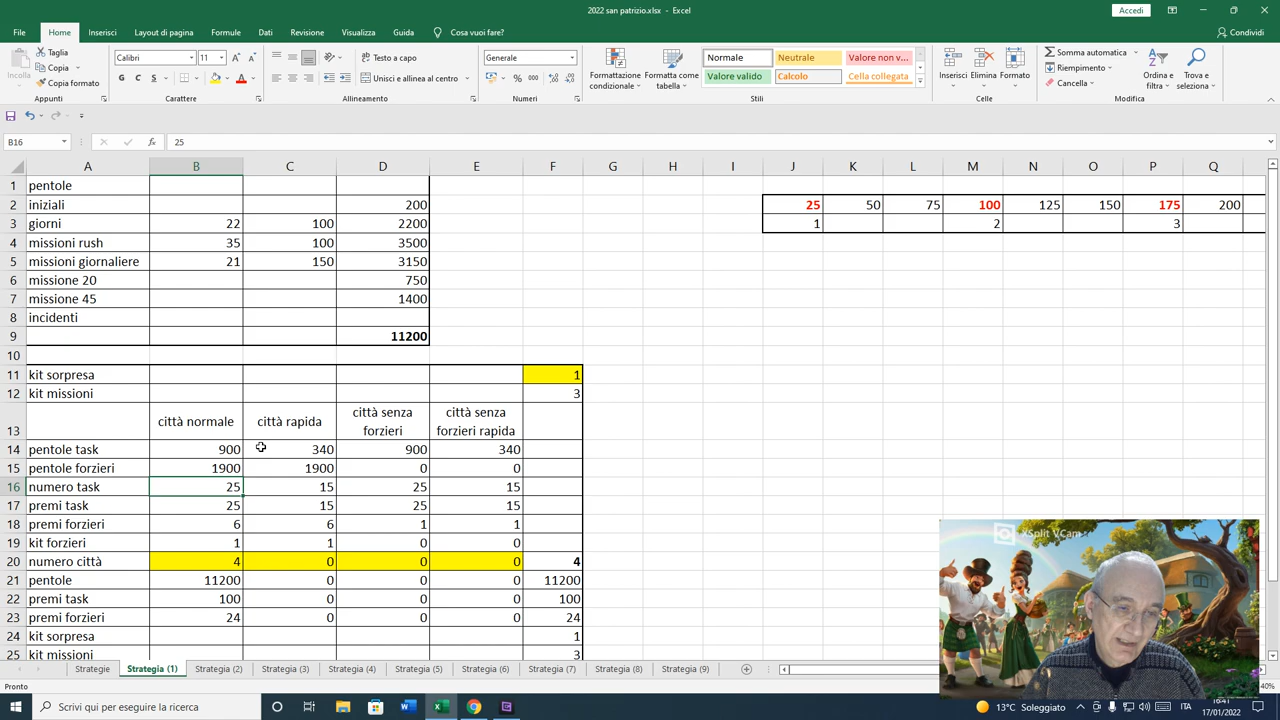 2022 san patrizio.xlsx - Excel
Accedi
File Home Inserisci Layout di pagina Formule Dati Revisione Visualizza Guida Cosa vuoi fare? Condividi
Incolla Taglia Copia Copia formato Appunti
Calibri 11 G C S Carattere
Testo a capo Unisci e allinea al centro Allineamento
Generale % 000 Numeri
Formattazione condizionale Formatta come tabella
Normale Neutrale Valore non v...
Valore valido Calcolo Cella collegata
Stili
Inserisci Elimina Formato Celle
Somma automatica Riempimento Cancella Ordina e filtra Trova e seleziona Modifica
B16 fx 25
A B C D E F G H I J K L M N O P Q
1 pentole
2 iniziali 200 25 50 75 100 125 150 175 200
3 giorni 22 100 2200 1 2 3
4 missioni rush 35 100 3500
5 missioni giornaliere 21 150 3150
6 missione 20 750
7 missione 45 1400
8 incidenti
9 11200
10
11 kit sorpresa 1
12 kit missioni 3
13 città normale città rapida città senza forzieri città senza forzieri rapida
14 pentole task 900 340 900 340
15 pentole forzieri 1900 1900 0 0
16 numero task 25 15 25 15
17 premi task 25 15 25 15
18 premi forzieri 6 6 1 1
19 kit forzieri 1 1 0 0
20 numero città 4 0 0 0 4
21 pentole 11200 0 0 0 11200
22 premi task 100 0 0 0 100
23 premi forzieri 24 0 0 0 24
24 kit sorpresa 1
25 kit missioni 3
XSplit VCam
Strategie Strategia (1) Strategia (2) Strategia (3) Strategia (4) Strategia (5) Strategia (6) Strategia (7) Strategia (8) Strategia (9)
Pronto 40%
Scrivi qui per eseguire la ricerca
13°C Soleggiato
16:41
17/01/2022